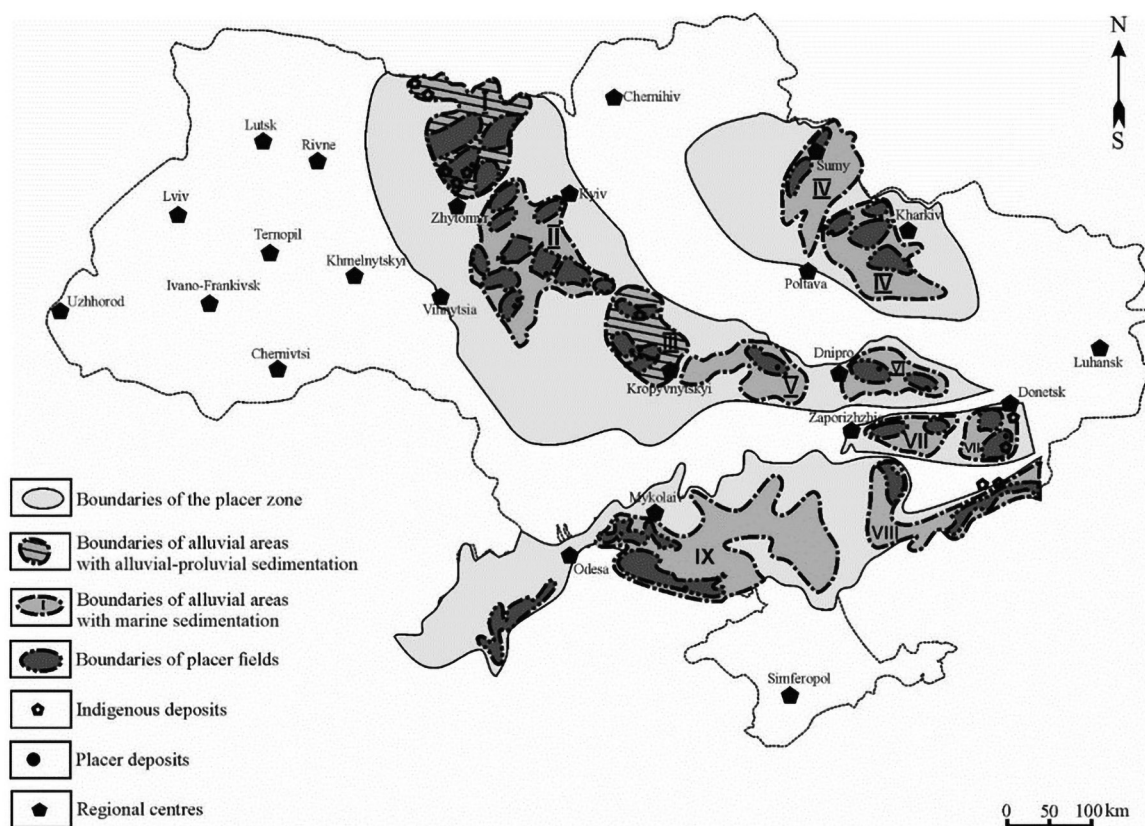 N
S
Chernihiv
I
Lutsk
Rivne
Sumy
IV
Lviv
Kyiv
Zhytomyr
Kharkiv
II
Ternopil
Khmelnytskyi
Poltava
IV
Uzhhorod
Ivano-Frankivsk
Vinnytsia
III
Chernivtsi
Dnipro
VI
Luhansk
Kropyvnytskyi
V
Donetsk
Zaporizhzhia
VII
VII
Mykolaiv
VIII
IX
Odesa
Simferopol
Boundaries of the placer zone
Boundaries of alluvial areas
with alluvial-proluvial sedimentation
I
Boundaries of alluvial areas
with marine sedimentation
Boundaries of placer fields
Indigenous deposits
Placer deposits
Regional centres
0 50 100 km